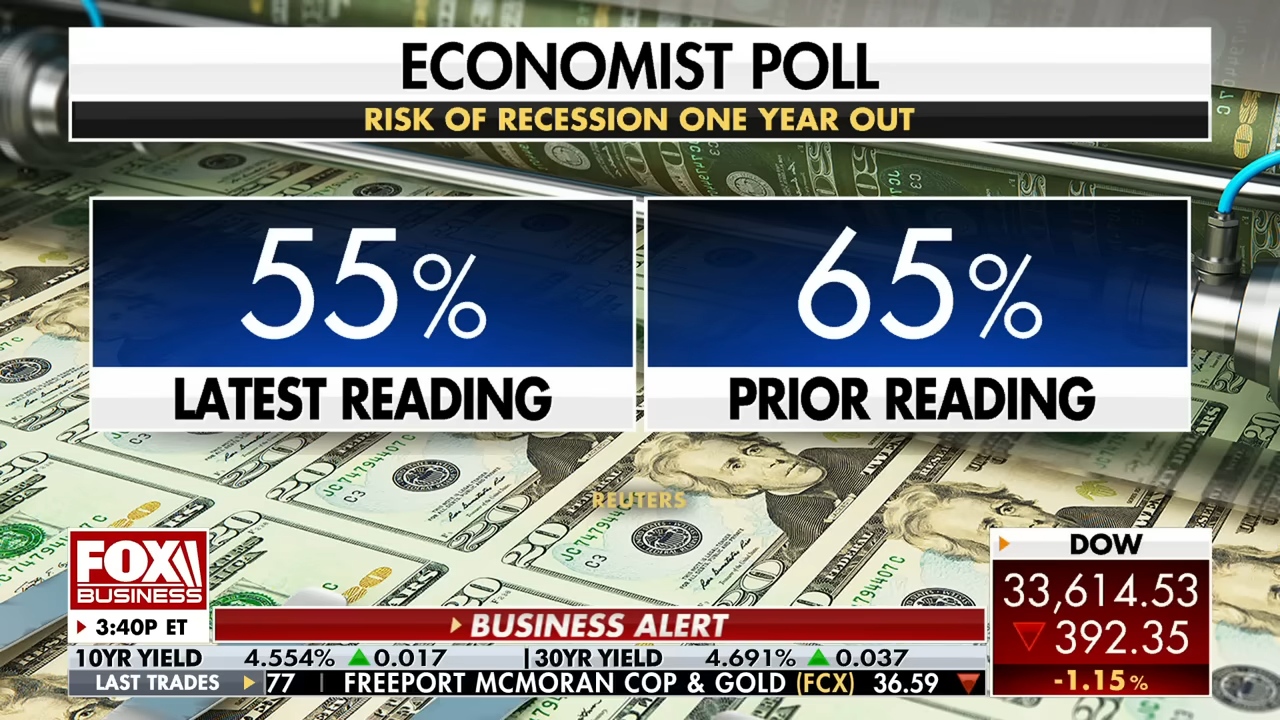 ECONOMIST POLL
RISK OF RECESSION ONE YEAR OUT
55%
LATEST READING
65%
PRIOR READING
REUTERS
FOX
BUSINESS
3:40P ET
BUSINESS ALERT
DOW
33,614.53
▼ 392.35
-1.15%
10YR YIELD 4.554% ▲ 0.017 | 30YR YIELD 4.691% ▲ 0.037
LAST TRADES 77 | FREEPORT MCMORAN COP & GOLD (FCX) 36.59 ▼